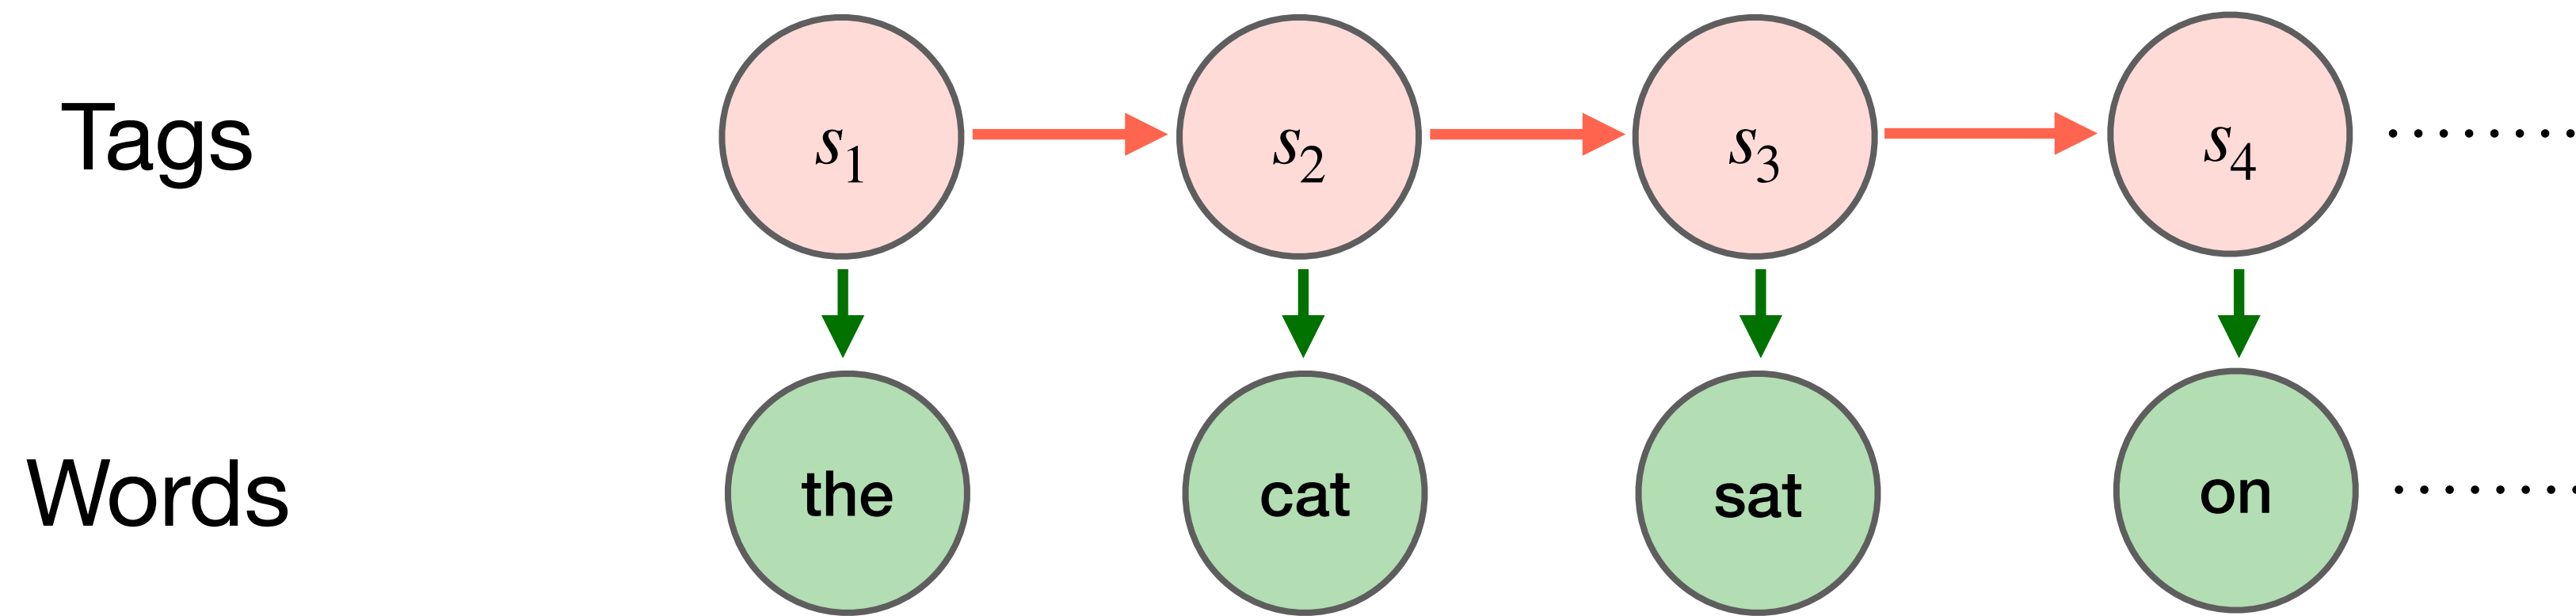 Tags s₁ s₂ s₃ s₄ ........
Words the cat sat on ........